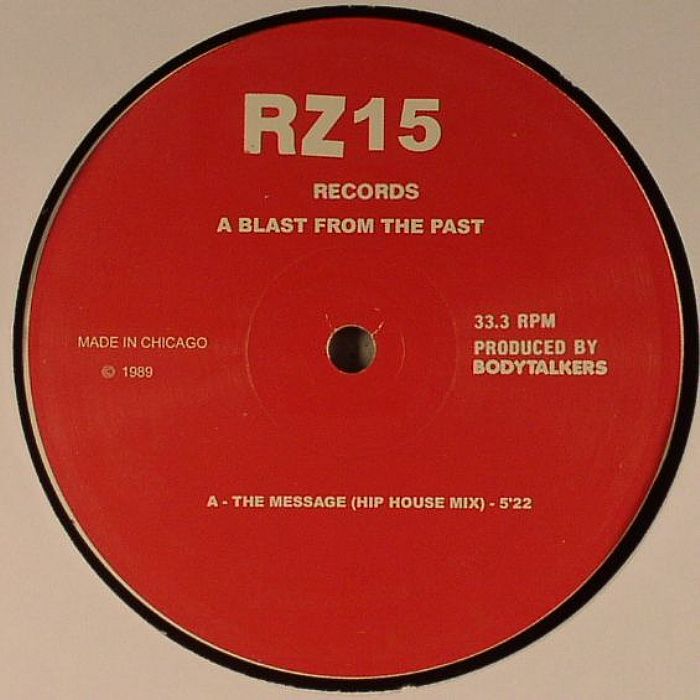 RZ15
RECORDS
A BLAST FROM THE PAST
MADE IN CHICAGO
© 1989
33.3 RPM
PRODUCED BY
BODYTALKERS
A - THE MESSAGE (HIP HOUSE MIX) - 5'22